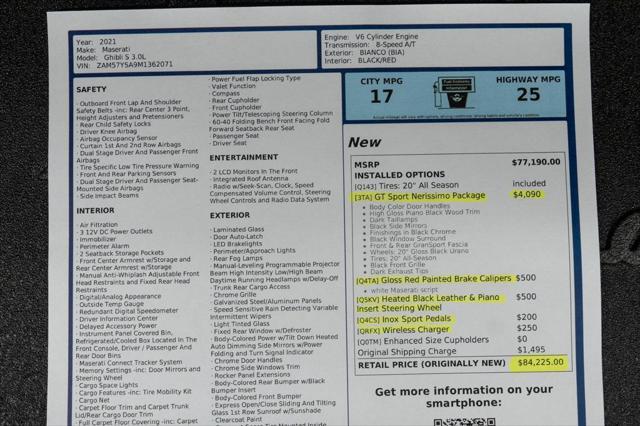 Year: 2021
Make: Maserati
Model: Ghibli S 3.0L
VIN: ZAM57YSA9M1362071
Engine: V6 Cylinder Engine
Transmission: 8-Speed A/T
Exterior: BIANCO (BIA)
Interior: BLACK/RED
SAFETY
· Outboard Front Lap And Shoulder
Safety Belts -inc: Rear Center 3 Point,
Height Adjusters and Pretensioners
· Rear Child Safety Locks
· Driver Knee Airbag
· Airbag Occupancy Sensor
· Curtain 1st And 2nd Row Airbags
· Dual Stage Driver And Passenger Front
Airbags
· Tire Specific Low Tire Pressure Warning
· Front And Rear Parking Sensors
· Dual Stage Driver And Passenger Seat-
Mounted Side Airbags
· Side Impact Beams
INTERIOR
· Air Filtration
· 3 12V DC Power Outlets
· Immobilizer
· Perimeter Alarm
· 2 Seatback Storage Pockets
· Front Center Armrest w/Storage and
Rear Center Armrest w/Storage
· Manual Anti-Whiplash Adjustable Front
Head Restraints and Fixed Rear Head
Restraints
· Digital/Analog Appearance
· Outside Temp Gauge
· Redundant Digital Speedometer
· Driver Information Center
· Delayed Accessory Power
· Instrument Panel Covered Bin,
Refrigerated/Cooled Box Located In The
Front Console, Driver / Passenger And
Rear Door Bins
· Maserati Connect Tracker System
· Memory Settings -inc: Door Mirrors and
Steering Wheel
· Cargo Space Lights
· Cargo Features -inc: Tire Mobility Kit
· Cargo Net
· Carpet Floor Trim and Carpet Trunk
Lid/Rear Cargo Door Trim
· Full Carpet Floor Covering -inc: Carpet
· Power Fuel Flap Locking Type
· Valet Function
· Compass
· Rear Cupholder
· Front Cupholder
· Power Tilt/Telescoping Steering Column
· 60-40 Folding Bench Front Facing Fold
Forward Seatback Rear Seat
· Passenger Seat
· Driver Seat
ENTERTAINMENT
· 2 LCD Monitors In The Front
· Integrated Roof Antenna
· Radio w/Seek-Scan, Clock, Speed
Compensated Volume Control, Steering
Wheel Controls and Radio Data System
EXTERIOR
· Laminated Glass
· Door Auto-Latch
· LED Brakelights
· Perimeter/Approach Lights
· Rear Fog Lamps
· Manual-Leveling Programmable Projector
Beam High Intensity Low/High Beam
Daytime Running Headlamps w/Delay-Off
· Trunk Rear Cargo Access
· Chrome Grille
· Galvanized Steel/Aluminum Panels
· Speed Sensitive Rain Detecting Variable
Intermittent Wipers
· Light Tinted Glass
· Fixed Rear Window w/Defroster
· Body-Colored Power w/Tilt Down Heated
Auto Dimming Side Mirrors w/Power
Folding and Turn Signal Indicator
· Chrome Door Handles
· Chrome Side Windows Trim
· Rocker Panel Extensions
· Body-Colored Rear Bumper w/Black
Bumper Insert
· Body-Colored Front Bumper
· Express Open/Close Sliding And Tilting
Glass 1st Row Sunroof w/Sunshade
· Clearcoat Paint
CITY MPG
17
Fuel Economy
Information
HIGHWAY MPG
25
New
MSRP $77,190.00
INSTALLED OPTIONS
[Q143] Tires: 20" All Season included
[3TA] GT Sport Nerissimo Package $4,090
• Body Color Door Handles
• High Gloss Piano Black Wood Trim
• Dark Taillamps
• Black Side Mirrors
• Finishings in Black Chrome
• Black Window Surround
• Front & Rear GranSport Fascia
• Wheels: 20" Gloss Black Urano
• Tires: 20" All-Season
• Black Front Grille
• Dark Exhaust Tips
[Q4TA] Gloss Red Painted Brake Calipers $500
• white Maserati script
[Q5KV] Heated Black Leather & Piano $500
Insert Steering Wheel
[Q4CS] Inox Sport Pedals $200
[QRFX] Wireless Charger $250
[Q0TM] Enhanced Size Cupholders $0
Original Shipping Charge $1,495
RETAIL PRICE (ORIGINALLY NEW) $84,225.00
Get more information on your
smartphone: